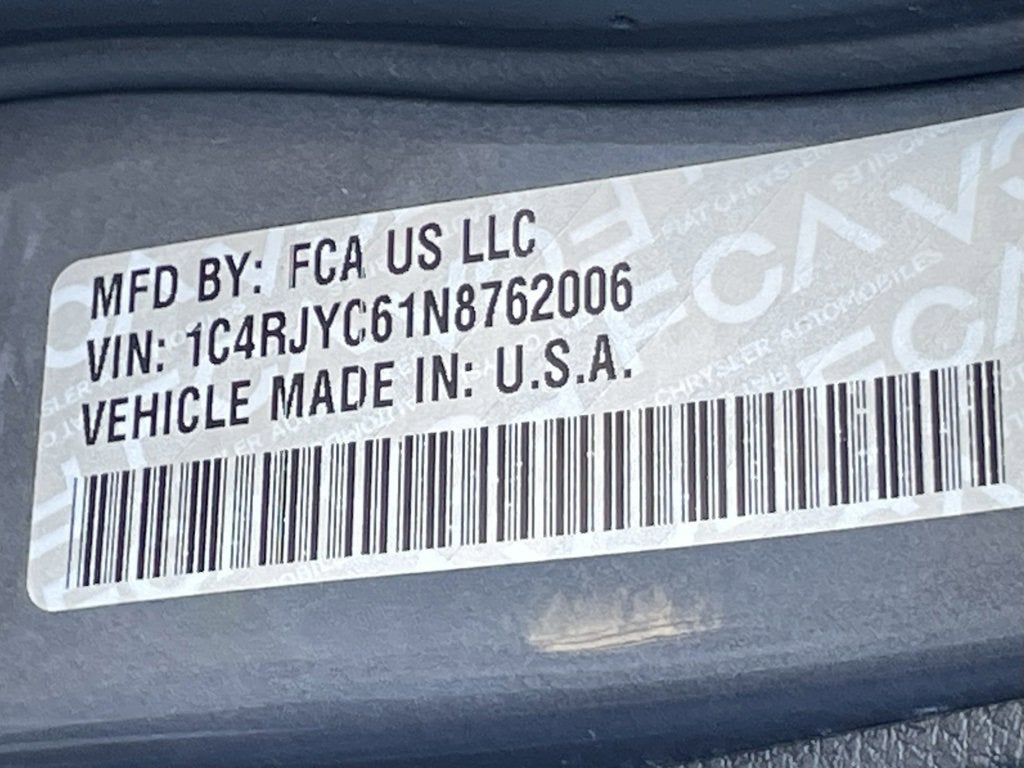 MFD BY: FCA US LLC
VIN: 1C4RJYC61N8762006
VEHICLE MADE IN: U.S.A.